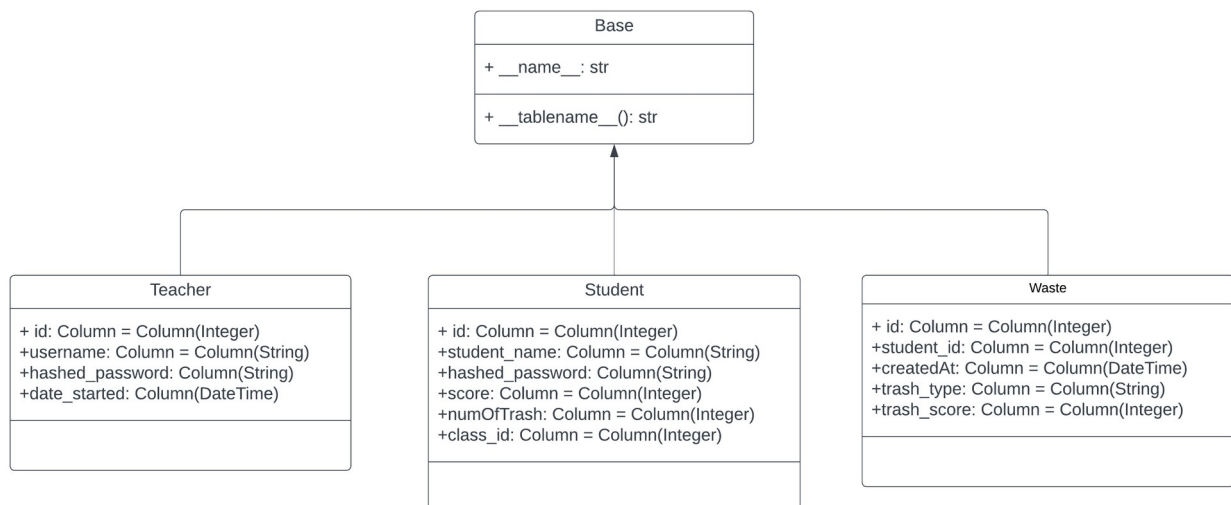 Base
+ __name__: str
+ __tablename__(): str
Teacher
+ id: Column = Column(Integer)
+username: Column = Column(String)
+hashed_password: Column(String)
+date_started: Column(DateTime)
Student
+ id: Column = Column(Integer)
+student_name: Column = Column(String)
+hashed_password: Column(String)
+score: Column = Column(Integer)
+numOfTrash: Column = Column(Integer)
+class_id: Column = Column(Integer)
Waste
+ id: Column = Column(Integer)
+student_id: Column = Column(Integer)
+createdAt: Column = Column(DateTime)
+trash_type: Column = Column(String)
+trash_score: Column = Column(Integer)